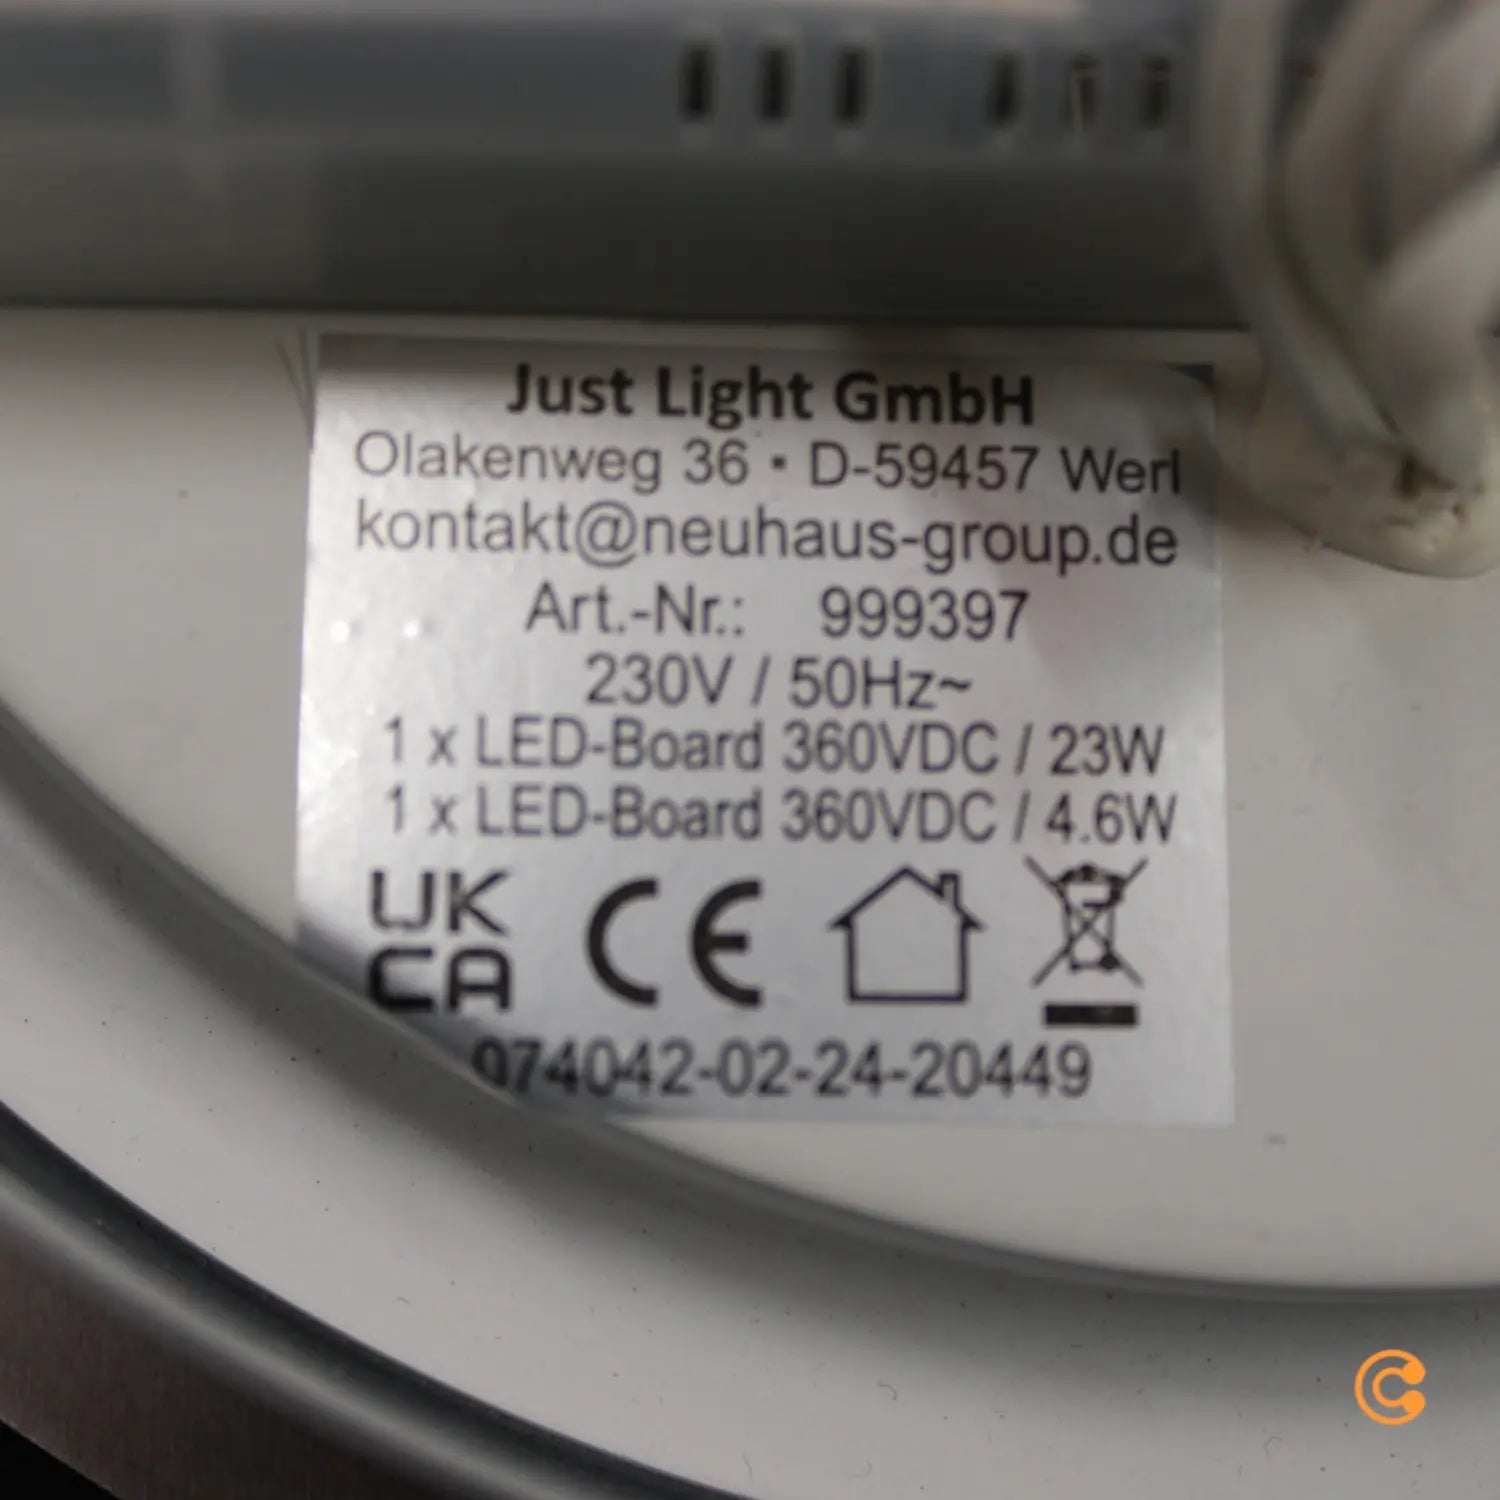 Just Light GmbH
Olakenweg 36 ▪ D-59457 Werl
kontakt@neuhaus-group.de
Art.-Nr.: 999397
230V / 50Hz~
1 x LED-Board 360VDC / 23W
1 x LED-Board 360VDC / 4.6W
UK
CA
CE
074042-02-24-20449